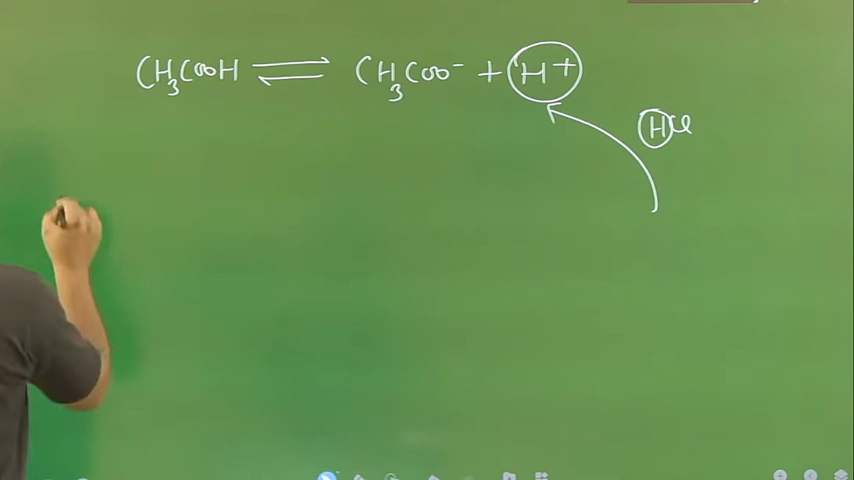 CH3COOH ⇌ CH3COO- + H+
HCl